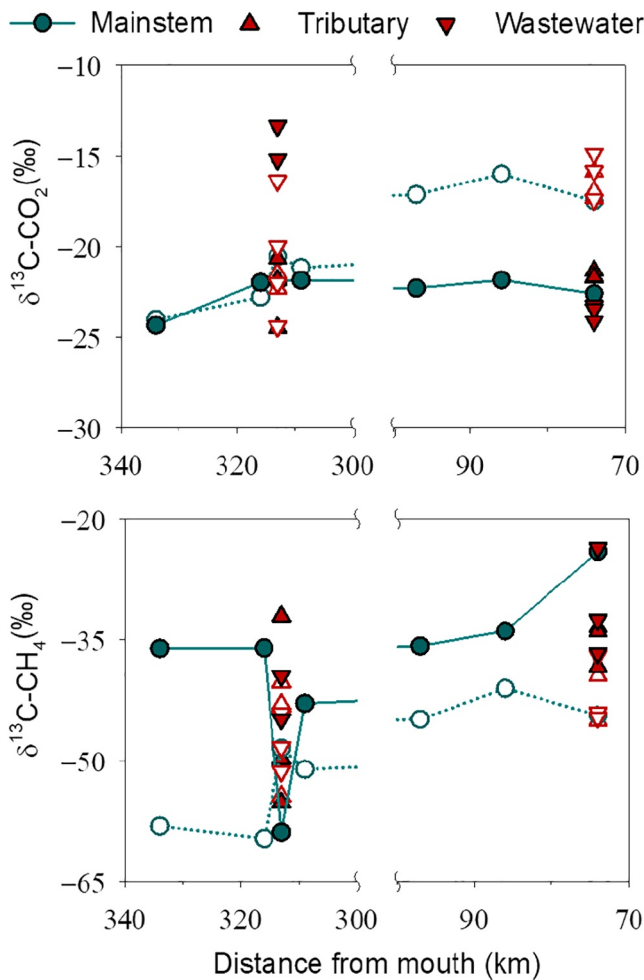 Mainstem Tributary Wastewater
−10
−15
−20
−25
−30
δ¹³C-CO₂(‰)
340 320 300 90 70
−20
−35
−50
−65
δ¹³C-CH₄(‰)
340 320 300 90 70
Distance from mouth (km)